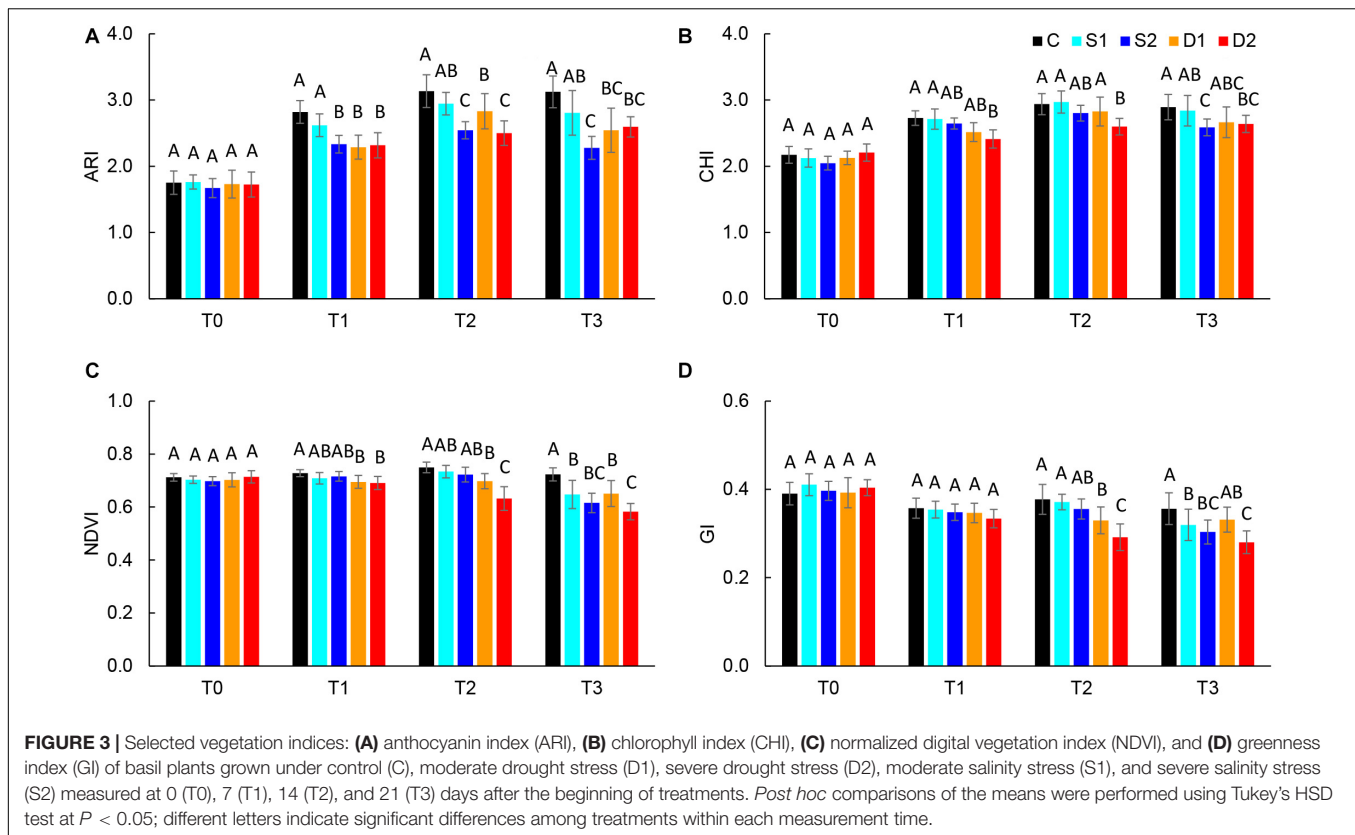 A
B
C S1 S2 D1 D2
4.0
3.0
2.0
1.0
0.0
ARI
A A A A A
A A B B B
A AB C B C
A AB C BC BC
T0 T1 T2 T3
4.0
3.0
2.0
1.0
0.0
CHI
A A A A A
A A AB AB B
A A AB A B
A AB C ABC BC
T0 T1 T2 T3
C
D
1.0
0.8
0.6
0.4
0.2
0.0
NDVI
A A A A A
A AB AB B B
A AB AB B C
A B BC B C
T0 T1 T2 T3
0.6
0.4
0.2
0.0
GI
A A A A A
A A A A A
A A AB B C
A B BC AB C
T0 T1 T2 T3
FIGURE 3 | Selected vegetation indices: (A) anthocyanin index (ARI), (B) chlorophyll index (CHI), (C) normalized digital vegetation index (NDVI), and (D) greenness
index (GI) of basil plants grown under control (C), moderate drought stress (D1), severe drought stress (D2), moderate salinity stress (S1), and severe salinity stress
(S2) measured at 0 (T0), 7 (T1), 14 (T2), and 21 (T3) days after the beginning of treatments. Post hoc comparisons of the means were performed using Tukey's HSD
test at P < 0.05; different letters indicate significant differences among treatments within each measurement time.